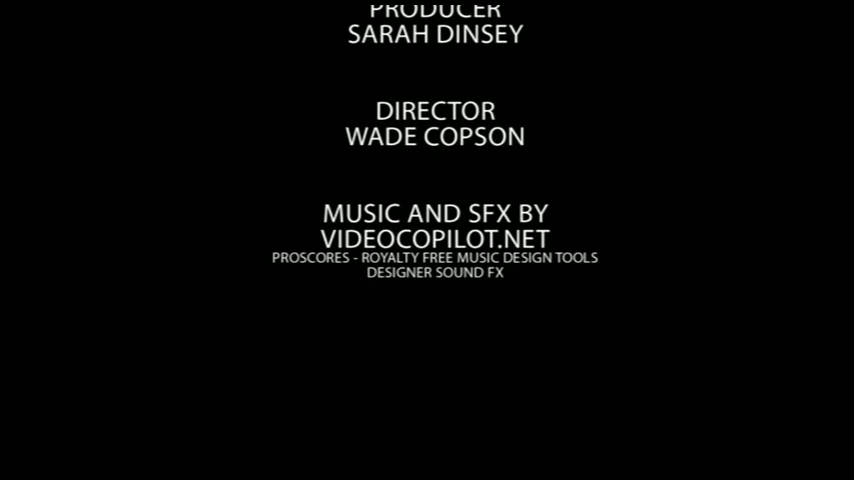 PRODUCER
SARAH DINSEY
DIRECTOR
WADE COPSON
MUSIC AND SFX BY
VIDEOCOPILOT.NET
PROSCORES - ROYALTY FREE MUSIC DESIGN TOOLS
DESIGNER SOUND FX